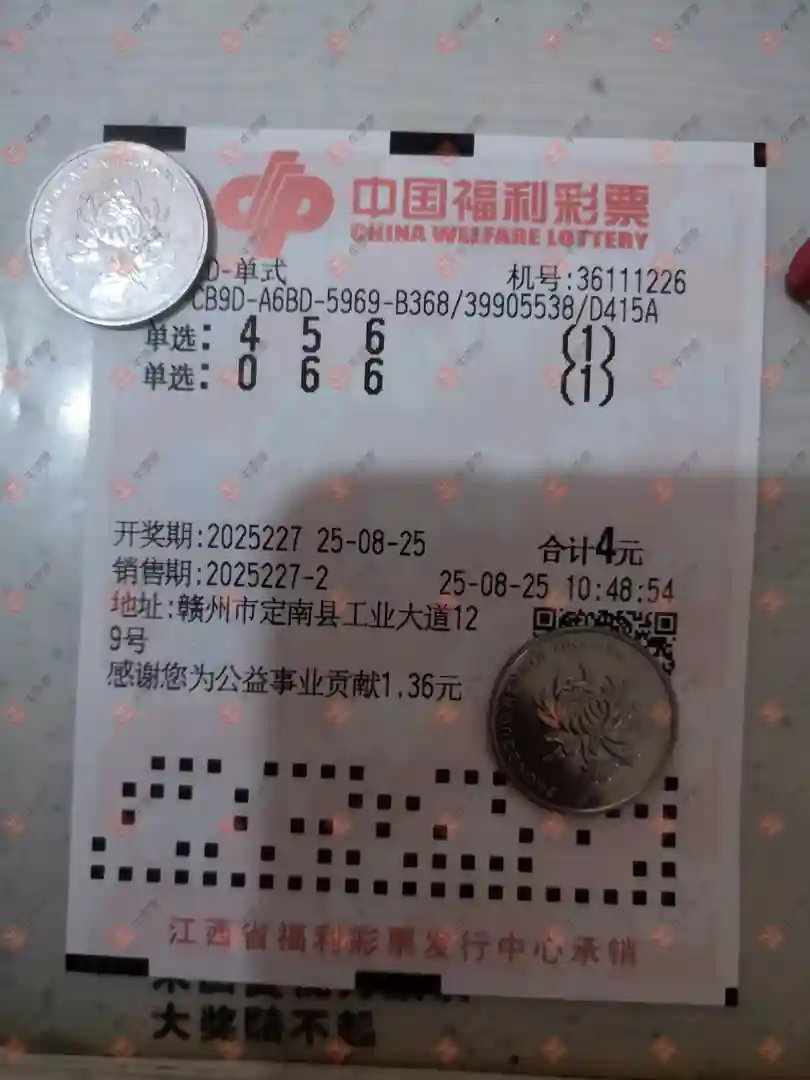 中国福利彩票
CHINA WELFARE LOTTERY
D-单式 机号:36111226
CB9D-A6BD-5969-B368/39905538/D415A
单选: 4 5 6 (1)
单选: 0 6 6 (1)
开奖期:2025227 25-08-25 合计4元
销售期:2025227-2 25-08-25 10:48:54
地址:赣州市定南县工业大道12
9号
感谢您为公益事业贡献1.36元
江西省福利彩票发行中心承销
大奖赔不起